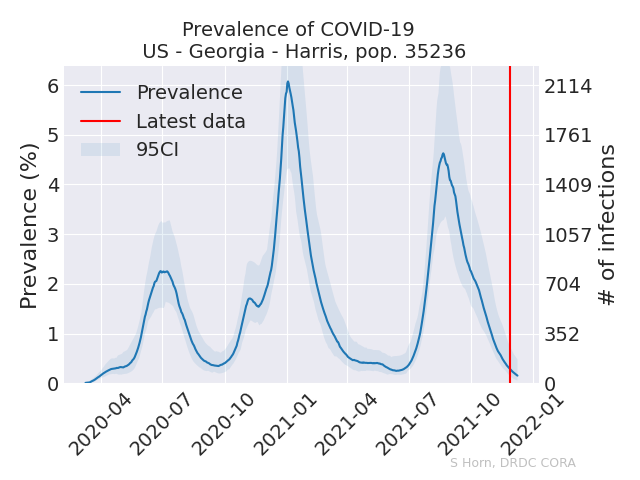 Prevalence of COVID-19
US - Georgia - Harris, pop. 35236
Prevalence
Latest data
95CI
Prevalence (%)
6
5
4
3
2
1
0
2114
1761
1409
1057
704
352
0
# of infections
2020-04
2020-07
2020-10
2021-01
2021-04
2021-07
2021-10
2022-01
S Horn, DRDC CORA